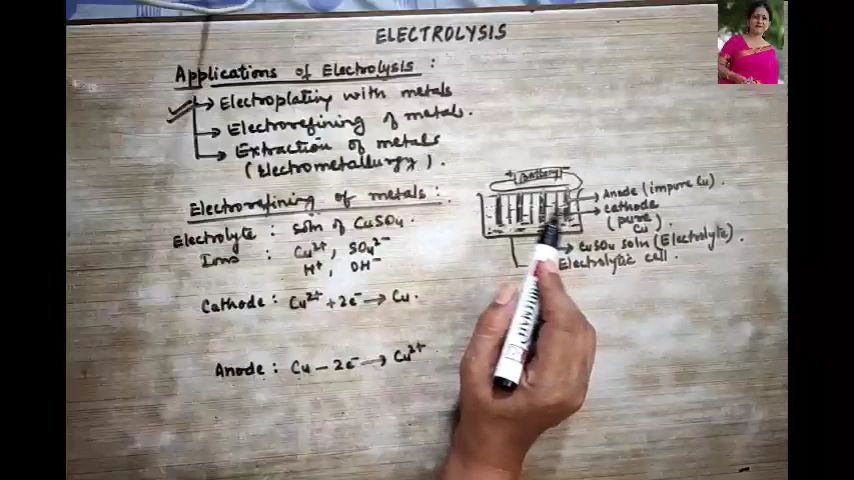 ELECTROLYSIS
Applications of Electrolysis :
Electroplating with metals
Electrorefining of metals.
Extraction of metals
(Electrometallurgy).
Electrorefining of metals :
Electrolyte : soln of CuSO₄.
Ions : Cu²⁺, SO₄²⁻
H⁺, OH⁻
Cathode : Cu²⁺ + 2e⁻ → Cu.
Anode : Cu – 2e⁻ → Cu²⁺
+ Battery
Anode (impure Cu).
cathode
(pure
Cu).
CuSO₄ soln (Electrolyte).
Electrolytic cell.